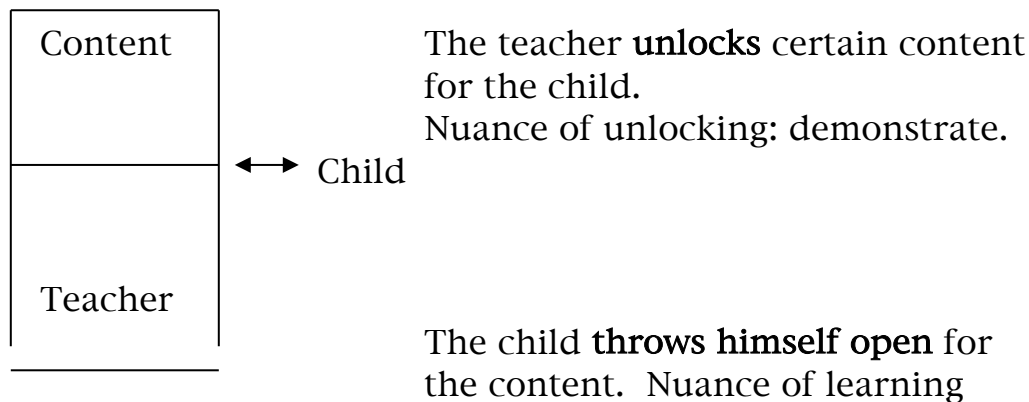 Content
The teacher unlocks certain content
for the child.
Nuance of unlocking: demonstrate.
Child
Teacher
The child throws himself open for
the content.  Nuance of learning